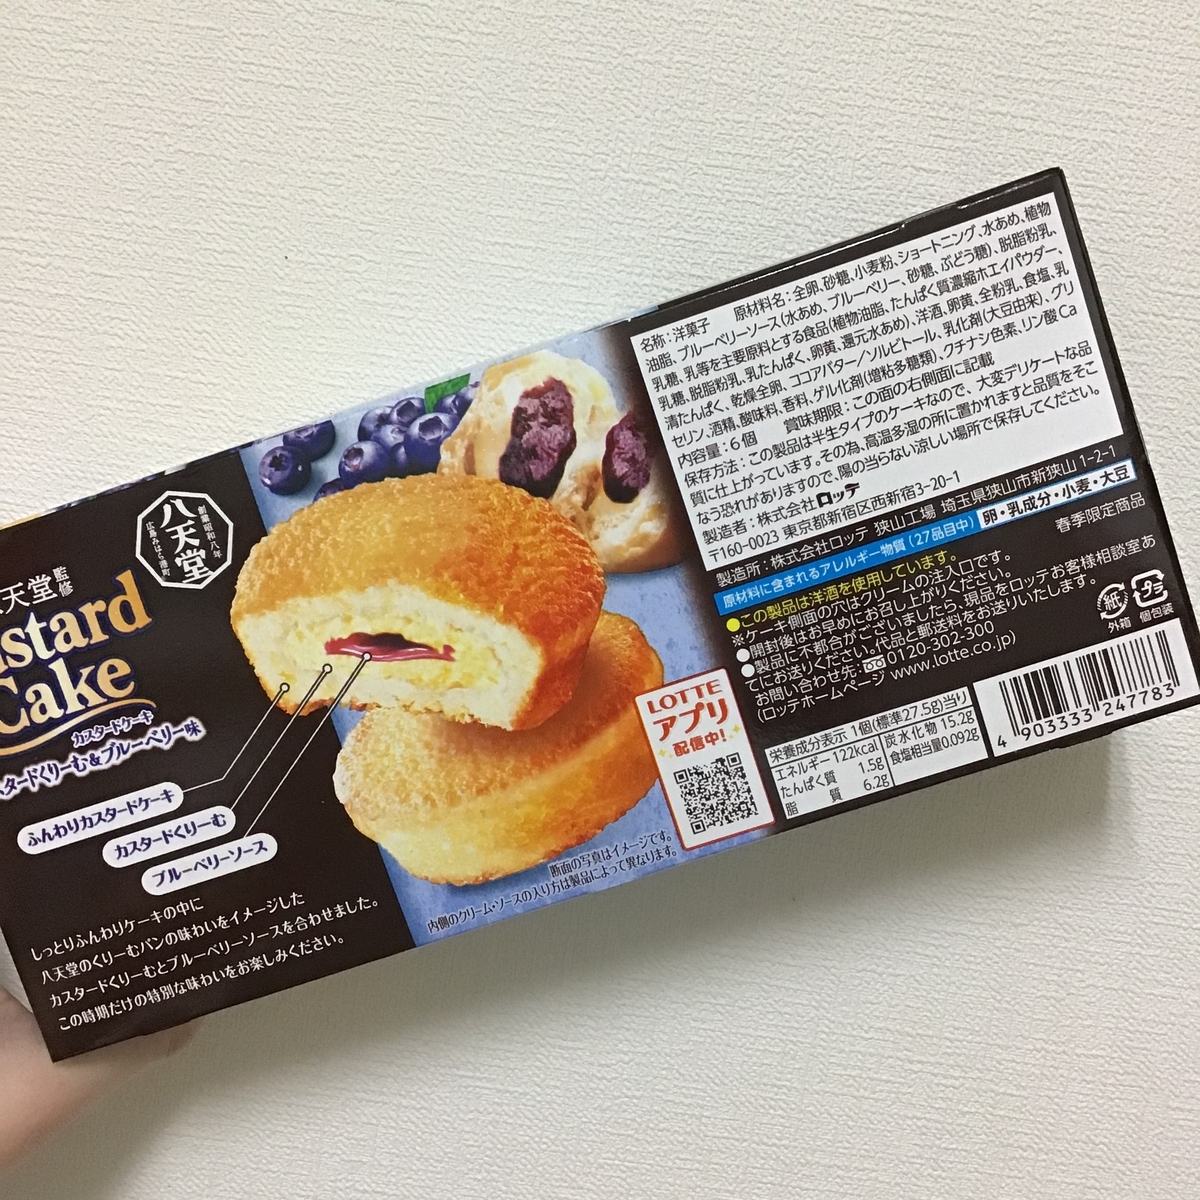 八天堂
創業昭和八年
広島みはら港町
天堂監修
stard
Cake
カスタードケーキ
スタードくりーむ&ブルーベリー味
ふんわりカスタードケーキ
カスタードくりーむ
ブルーベリーソース
しっとりふんわりケーキの中に
八天堂のくりーむパンの味わいをイメージした
カスタードくりーむとブルーベリーソースを合わせました。
この時期だけの特別な味わいをお楽しみください。
断面の写真はイメージです。
内側のクリーム・ソースの入り方は製品によって異なります。
LOTTE
アプリ
配信中!
名称:洋菓子 原材料名:全卵、砂糖、小麦粉、ショートニング、水あめ、植物
油脂、ブルーベリーソース(水あめ、ブルーベリー、砂糖、ぶどう糖)、脱脂粉乳、
乳糖、乳等を主要原料とする食品(植物油脂、たんぱく質濃縮ホエイパウダー、
乳糖、脱脂粉乳、乳たんぱく、卵黄、還元水あめ)、洋酒、卵黄、全粉乳、食塩、乳
清たんぱく、乾燥全卵、ココアバター/ソルビトール、乳化剤(大豆由来)、グリ
セリン、酒精、酸味料、香料、ゲル化剤(増粘多糖類)、クチナシ色素、リン酸Ca
内容量:6個 賞味期限:この面の右側面に記載
保存方法:この製品は半生タイプのケーキなので、大変デリケートな品
質に仕上がっています。その為、高温多湿の所に置かれますと品質をそこ
なう恐れがありますので、陽の当らない涼しい場所で保存してください。
製造者:株式会社ロッテ
〒160-0023 東京都新宿区西新宿3-20-1
製造所:株式会社ロッテ 狭山工場 埼玉県狭山市新狭山1-2-1
原材料に含まれるアレルギー物質(27品目中) 卵・乳成分・小麦・大豆
春季限定商品
●この製品は洋酒を使用しています。
※ケーキ側面の穴はクリームの注入口です。
●開封後はお早めにお召し上がりください。
●製品に不都合がございましたら、現品をロッテお客様相談室あ
てにお送りください。代品と郵送料をお送りいたします。
お問い合わせ先:0120-302-300
(ロッテホームページ www.lotte.co.jp)
紙
外箱
プラ
個包装
栄養成分表示 1個(標準27.5g)当り
エネルギー 122kcal 炭水化物 15.2g
たんぱく質 1.5g 食塩相当量 0.092g
脂質 6.2g
4 903333 247783